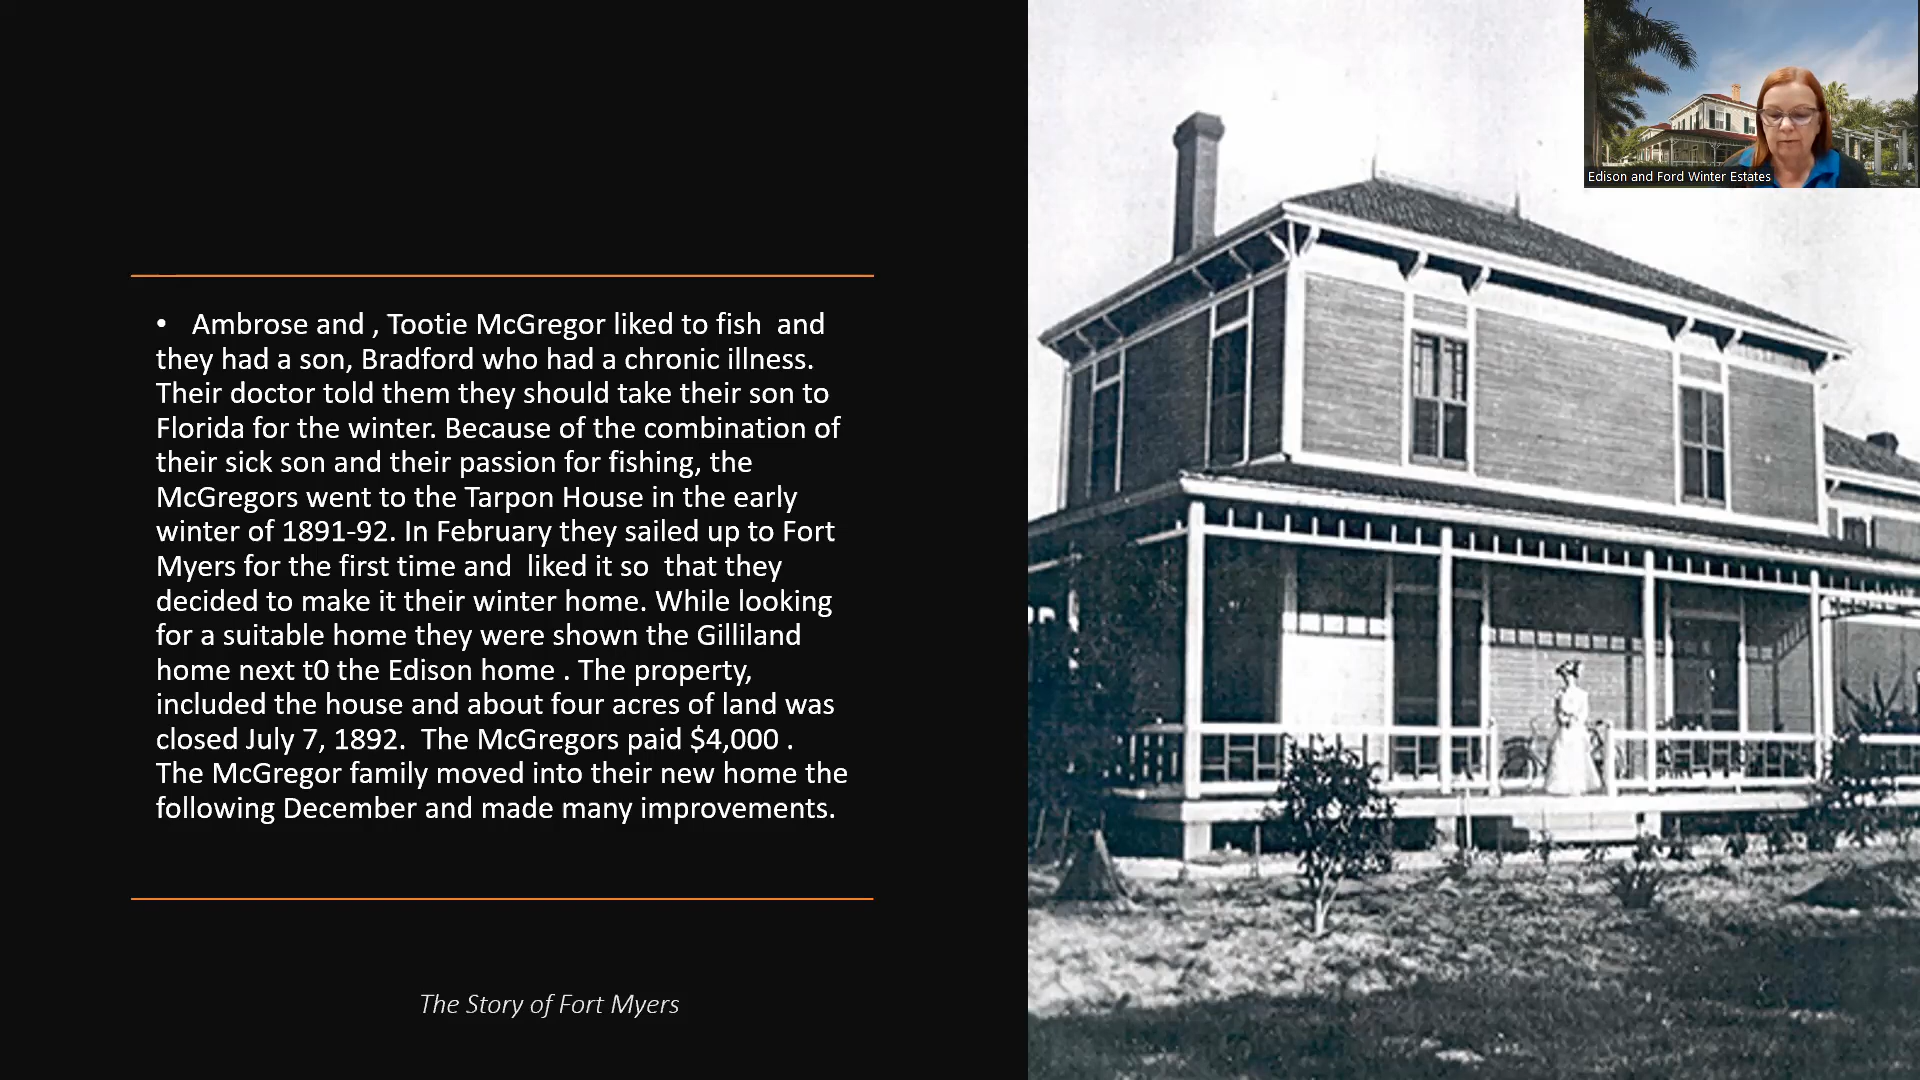 Edison and Ford Winter Estates
• Ambrose and , Tootie McGregor liked to fish  and
they had a son, Bradford who had a chronic illness.
Their doctor told them they should take their son to
Florida for the winter. Because of the combination of
their sick son and their passion for fishing, the
McGregors went to the Tarpon House in the early
winter of 1891-92. In February they sailed up to Fort
Myers for the first time and  liked it so  that they
decided to make it their winter home. While looking
for a suitable home they were shown the Gilliland
home next t0 the Edison home . The property,
included the house and about four acres of land was
closed July 7, 1892.  The McGregors paid $4,000 .
The McGregor family moved into their new home the
following December and made many improvements.
The Story of Fort Myers